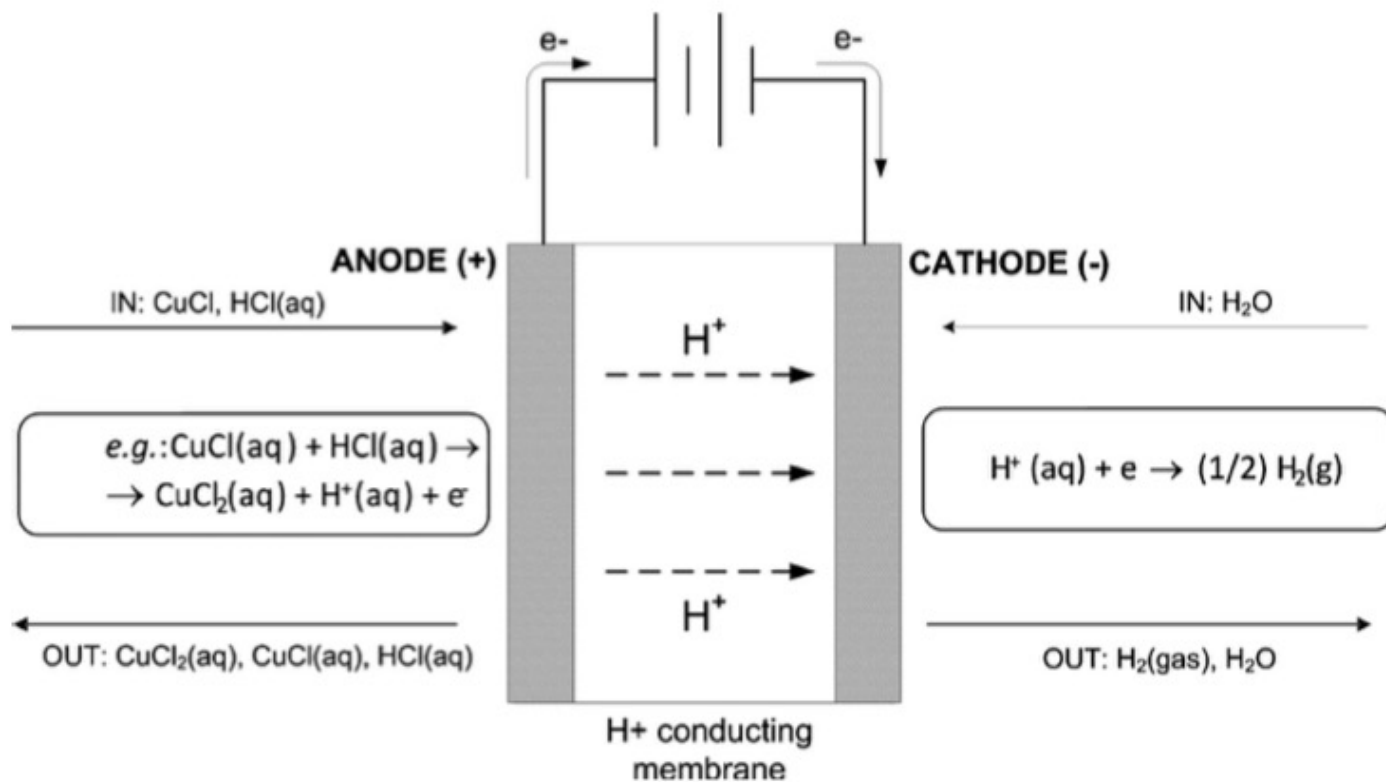 e-
e-
ANODE (+)
CATHODE (-)
IN: CuCl, HCl(aq)
IN: H₂O
H⁺
e.g.:CuCl(aq) + HCl(aq) →
→ CuCl₂(aq) + H⁺(aq) + e⁻
H⁺ (aq) + e → (1/2) H₂(g)
H⁺
OUT: CuCl₂(aq), CuCl(aq), HCl(aq)
OUT: H₂(gas), H₂O
H+ conducting
membrane